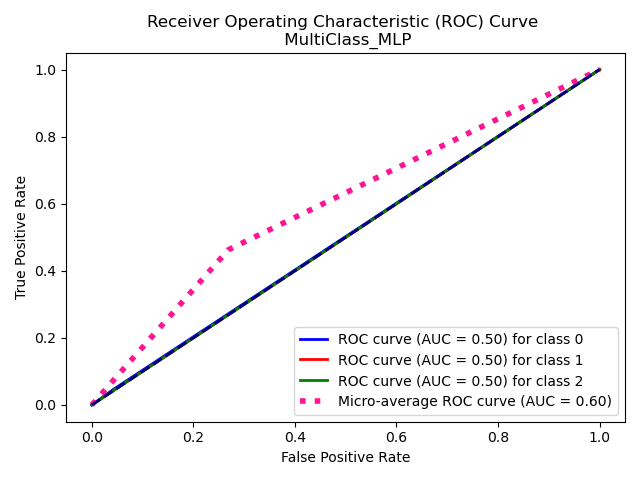 Receiver Operating Characteristic (ROC) Curve
MultiClass_MLP
1.0
0.8
0.6
0.4
0.2
0.0
True Positive Rate
ROC curve (AUC = 0.50) for class 0
ROC curve (AUC = 0.50) for class 1
ROC curve (AUC = 0.50) for class 2
Micro-average ROC curve (AUC = 0.60)
0.0 0.2 0.4 0.6 0.8 1.0
False Positive Rate